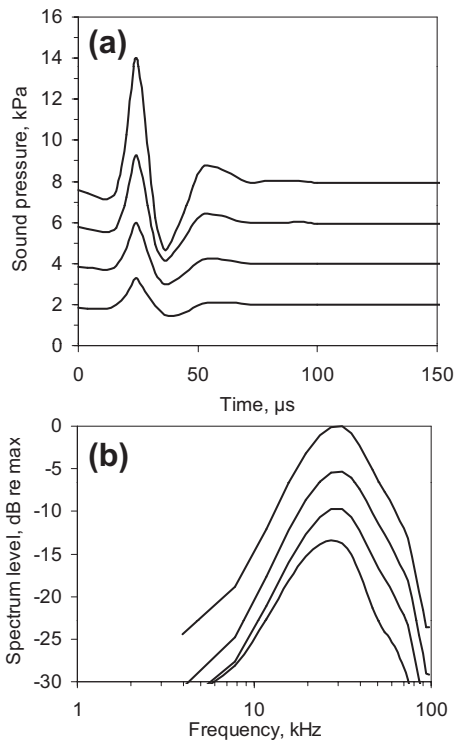 (a)
Sound pressure, kPa
16
14
12
10
8
6
4
2
0
0 50 100 150
Time, µs
(b)
Spectrum level, dB re max
0
-5
-10
-15
-20
-25
-30
1 10 100
Frequency, kHz